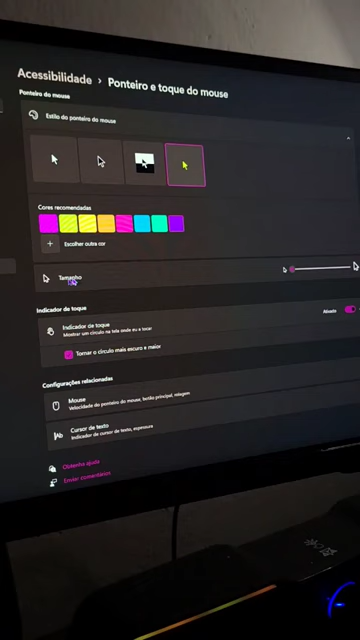 Acessibilidade > Ponteiro e toque do mouse
Ponteiro do mouse
Estilo do ponteiro do mouse
Cores recomendadas
Escolher outra cor
Tamanho
Indicador de toque
Indicador de toque
Mostrar um círculo na tela onde eu a tocar
Ativado
Tornar o círculo mais escuro e maior
Configurações relacionadas
Mouse
Velocidade do ponteiro do mouse, botão principal, rolagem
Cursor de texto
Indicador de cursor de texto, espessura
Obtenha ajuda
Enviar comentários